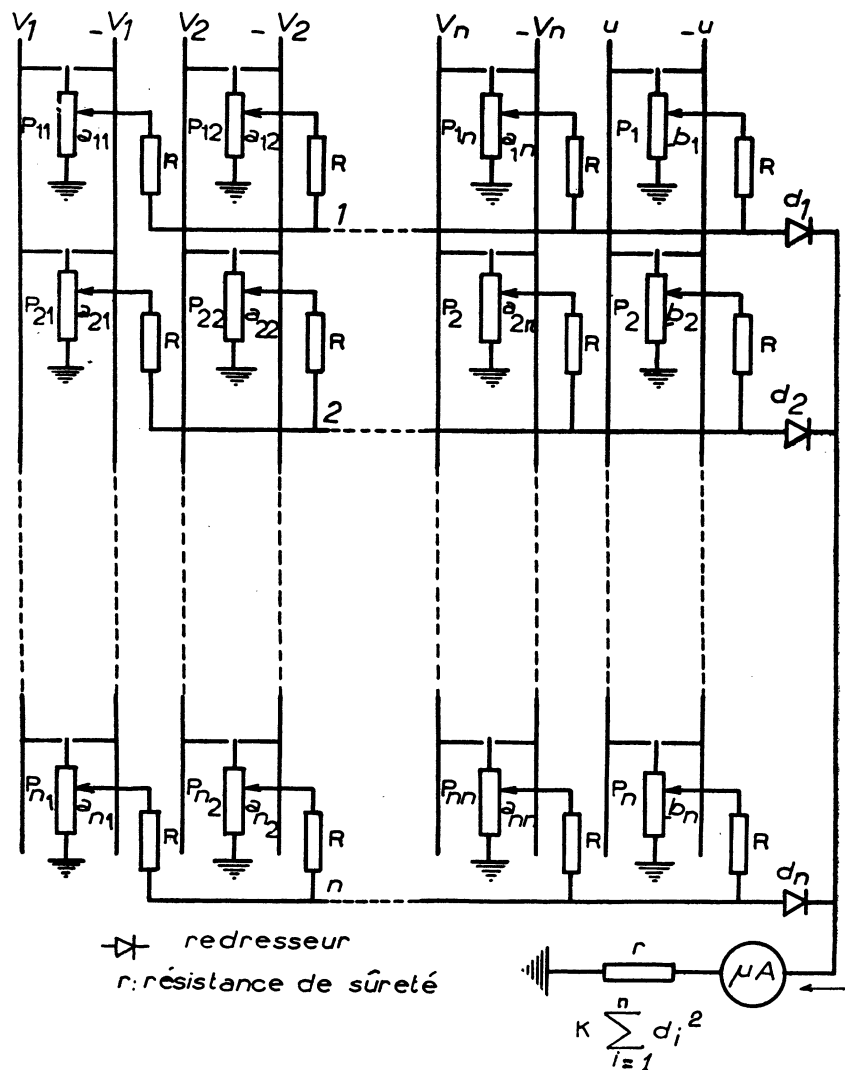 V1 -V1 V2 -V2 Vn -Vn u -u
P11 a11 R P12 a12 R P1n a1n R P1 b1 R
1 d1
P21 a21 R P22 a22 R P2 a2n R P2 b2 R
2 d2
Pn1 an1 R Pn2 an2 R Pnn ann R Pn bn R
n dn
redresseur
r: résistance de sûreté
r µA
K ∑ di²
n
i=1